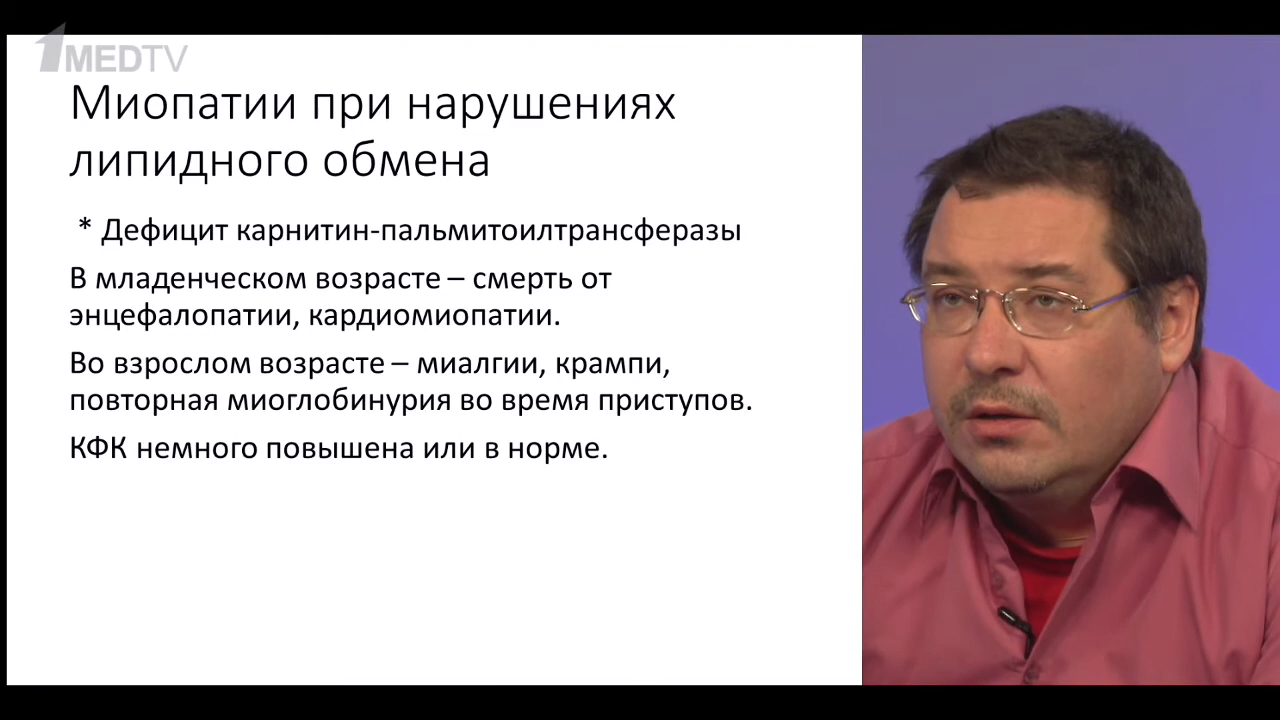 1MEDTV
Миопатии при нарушениях
липидного обмена
* Дефицит карнитин-пальмитоилтрансферазы
В младенческом возрасте – смерть от
энцефалопатии, кардиомиопатии.
Во взрослом возрасте – миалгии, крампи,
повторная миоглобинурия во время приступов.
КФК немного повышена или в норме.